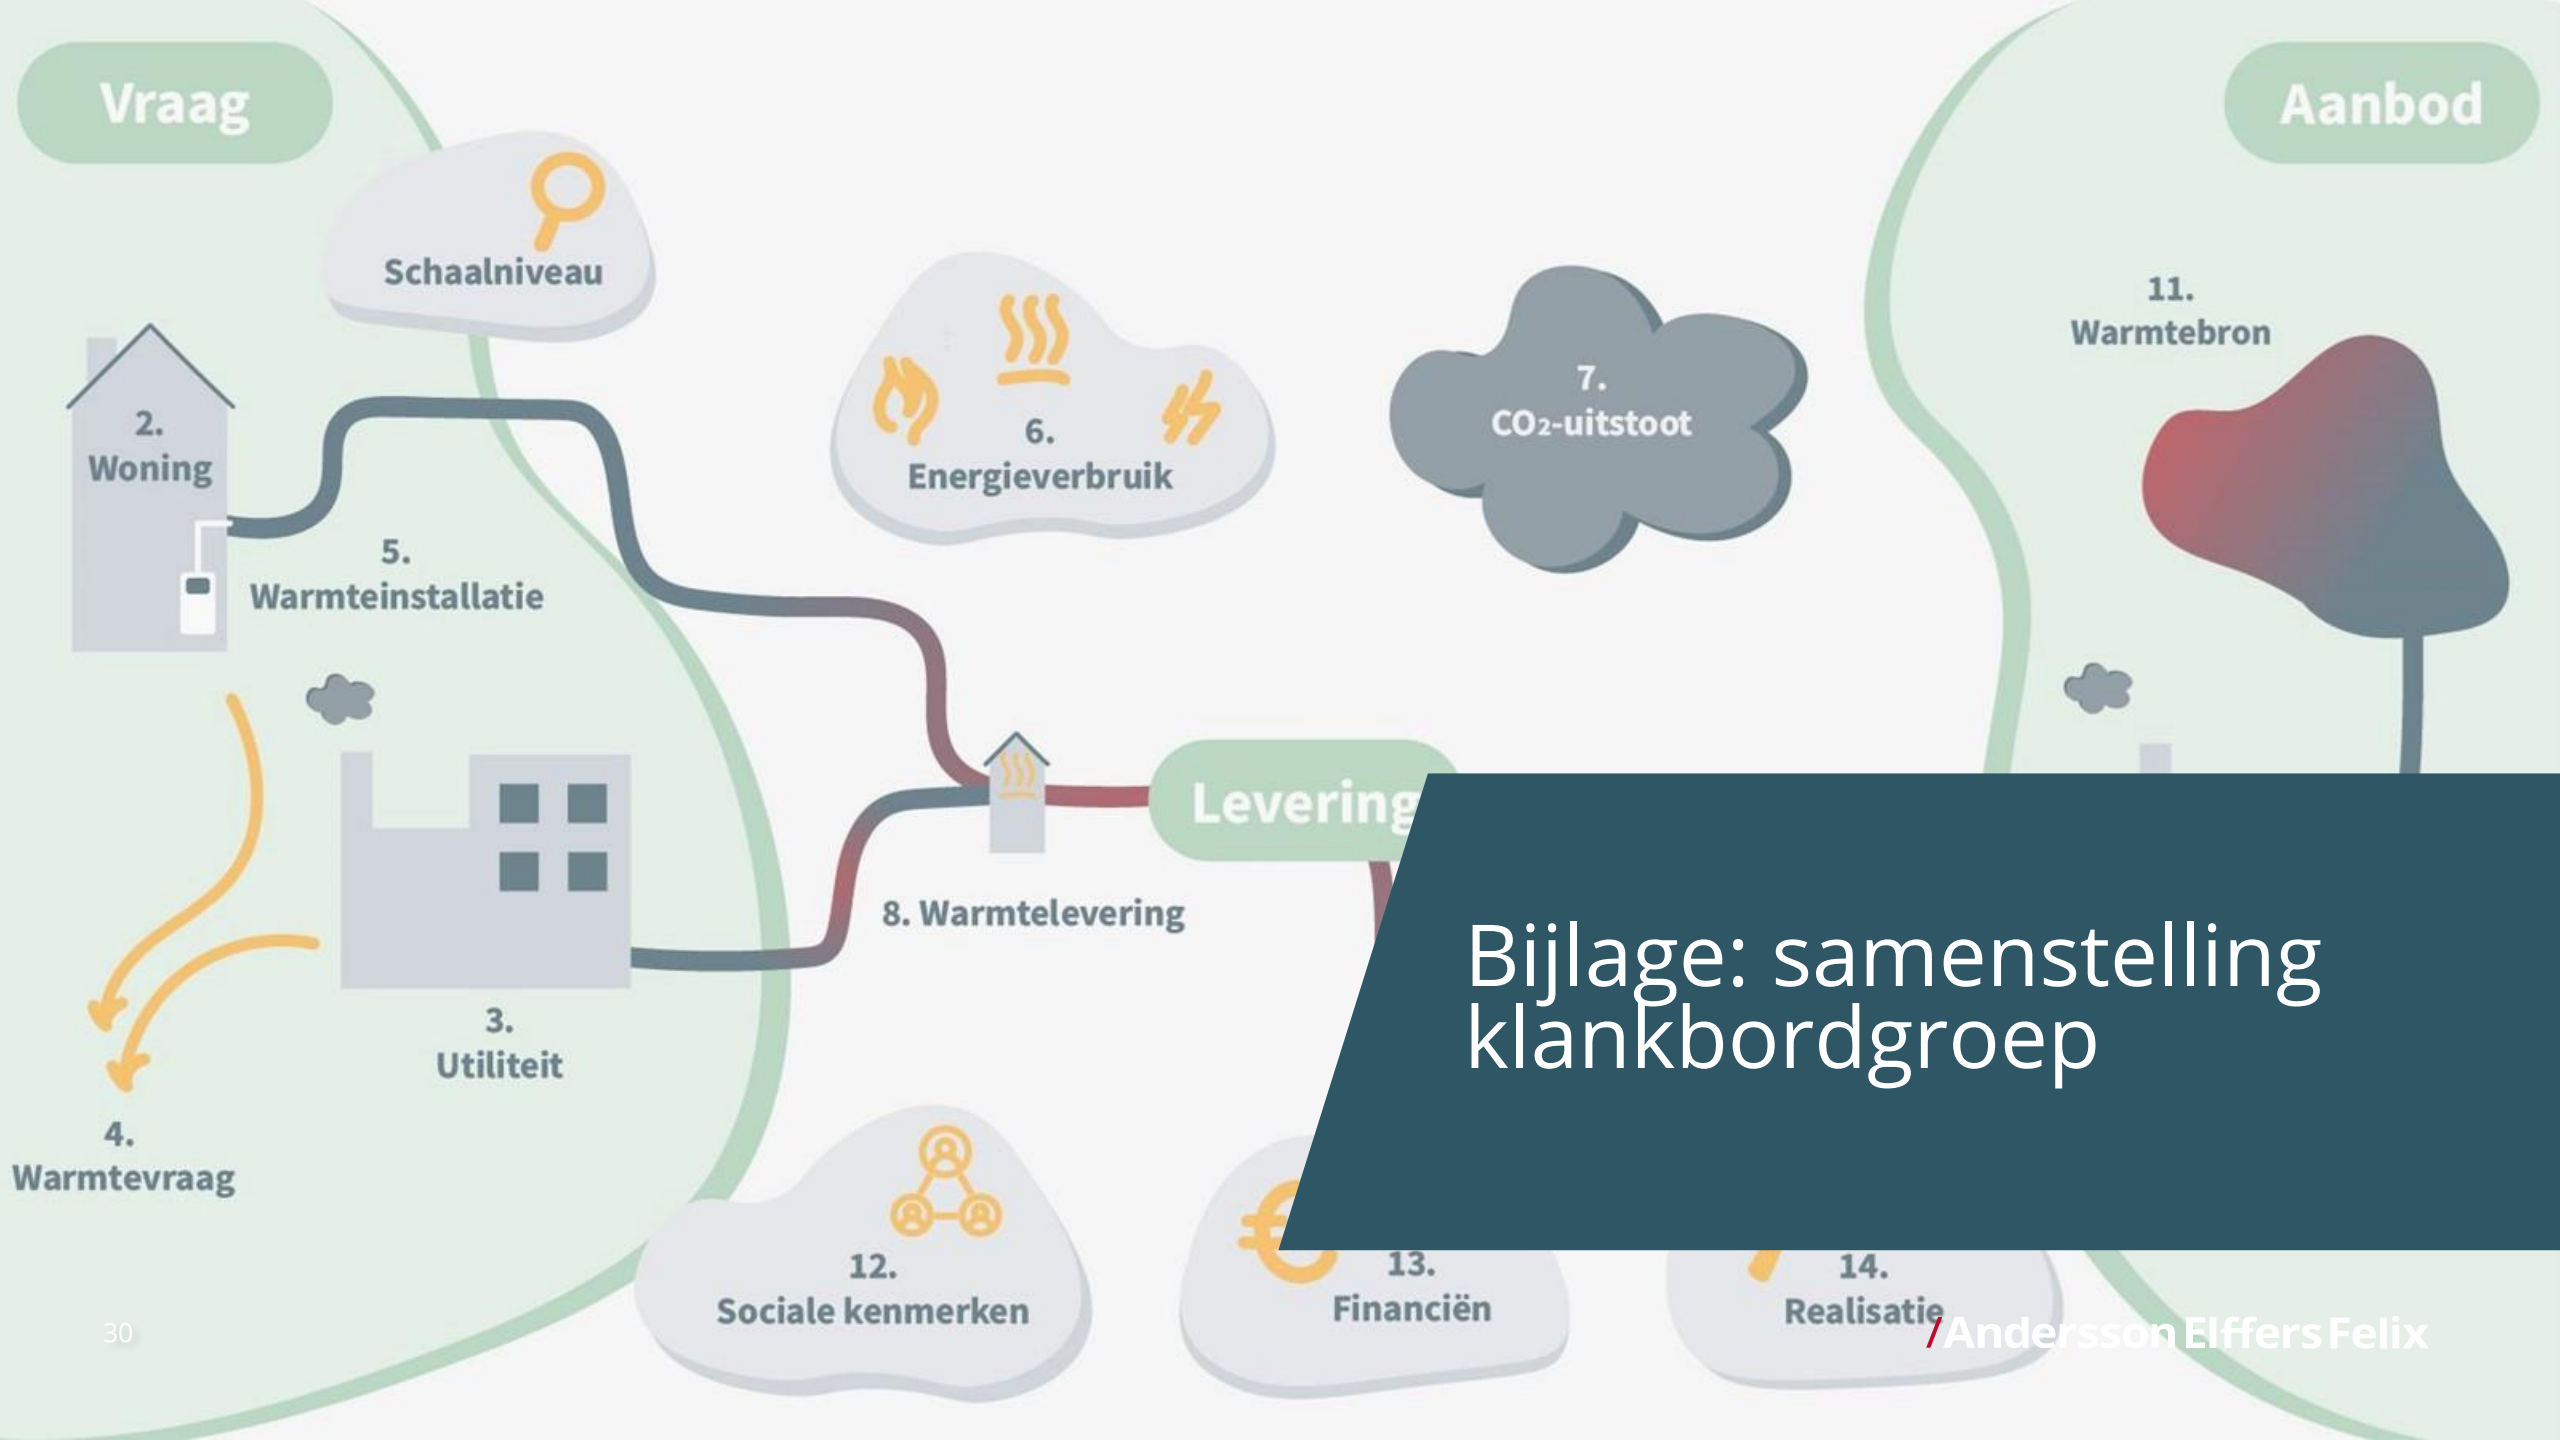 Vraag
Aanbod
Schaalniveau
11.
Warmtebron
7.
CO₂-uitstoot
2.
Woning
6.
Energieverbruik
5.
Warmteinstallatie
Levering
8. Warmtelevering
Bijlage: samenstelling
klankbordgroep
3.
Utiliteit
4.
Warmtevraag
12.
Sociale kenmerken
13.
Financiën
14.
Realisatie
30
/Andersson Elffers Felix